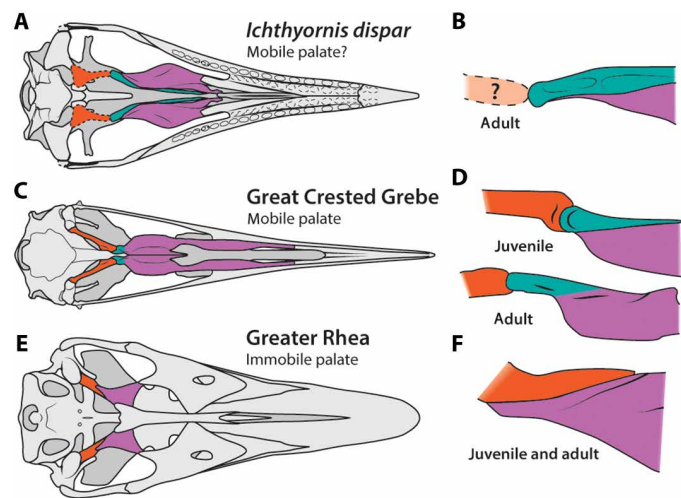 A
Ichthyornis dispar
Mobile palate?
B
?
Adult
C
Great Crested Grebe
Mobile palate
D
Juvenile
Adult
E
Greater Rhea
Immobile palate
F
Juvenile and adult